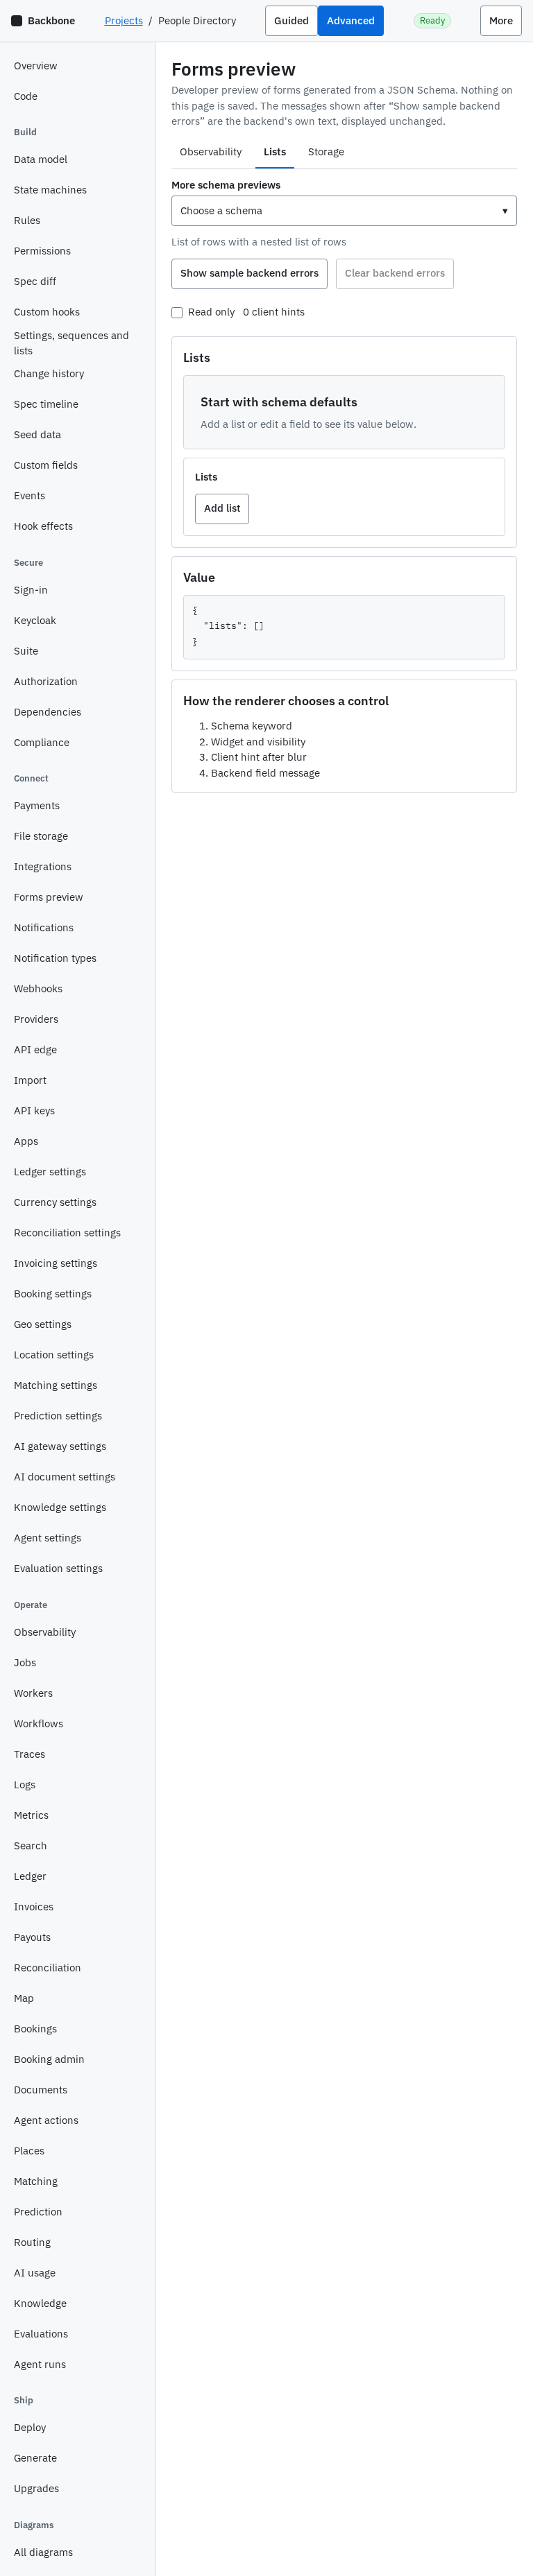 Backbone
Projects / People Directory
Guided
Advanced
Ready
More
Overview
Code
Build
Data model
State machines
Rules
Permissions
Spec diff
Custom hooks
Settings, sequences and
lists
Change history
Spec timeline
Seed data
Custom fields
Events
Hook effects
Secure
Sign-in
Keycloak
Suite
Authorization
Dependencies
Compliance
Connect
Payments
File storage
Integrations
Forms preview
Notifications
Notification types
Webhooks
Providers
API edge
Import
API keys
Apps
Ledger settings
Currency settings
Reconciliation settings
Invoicing settings
Booking settings
Geo settings
Location settings
Matching settings
Prediction settings
AI gateway settings
AI document settings
Knowledge settings
Agent settings
Evaluation settings
Operate
Observability
Jobs
Workers
Workflows
Traces
Logs
Metrics
Search
Ledger
Invoices
Payouts
Reconciliation
Map
Bookings
Booking admin
Documents
Agent actions
Places
Matching
Prediction
Routing
AI usage
Knowledge
Evaluations
Agent runs
Ship
Deploy
Generate
Upgrades
Diagrams
All diagrams
Forms preview
Developer preview of forms generated from a JSON Schema. Nothing on
this page is saved. The messages shown after “Show sample backend
errors” are the backend's own text, displayed unchanged.
Observability
Lists
Storage
More schema previews
Choose a schema ▾
List of rows with a nested list of rows
Show sample backend errors
Clear backend errors
Read only 0 client hints
Lists
Start with schema defaults
Add a list or edit a field to see its value below.
Lists
Add list
Value
{
"lists": []
}
How the renderer chooses a control
1. Schema keyword
2. Widget and visibility
3. Client hint after blur
4. Backend field message